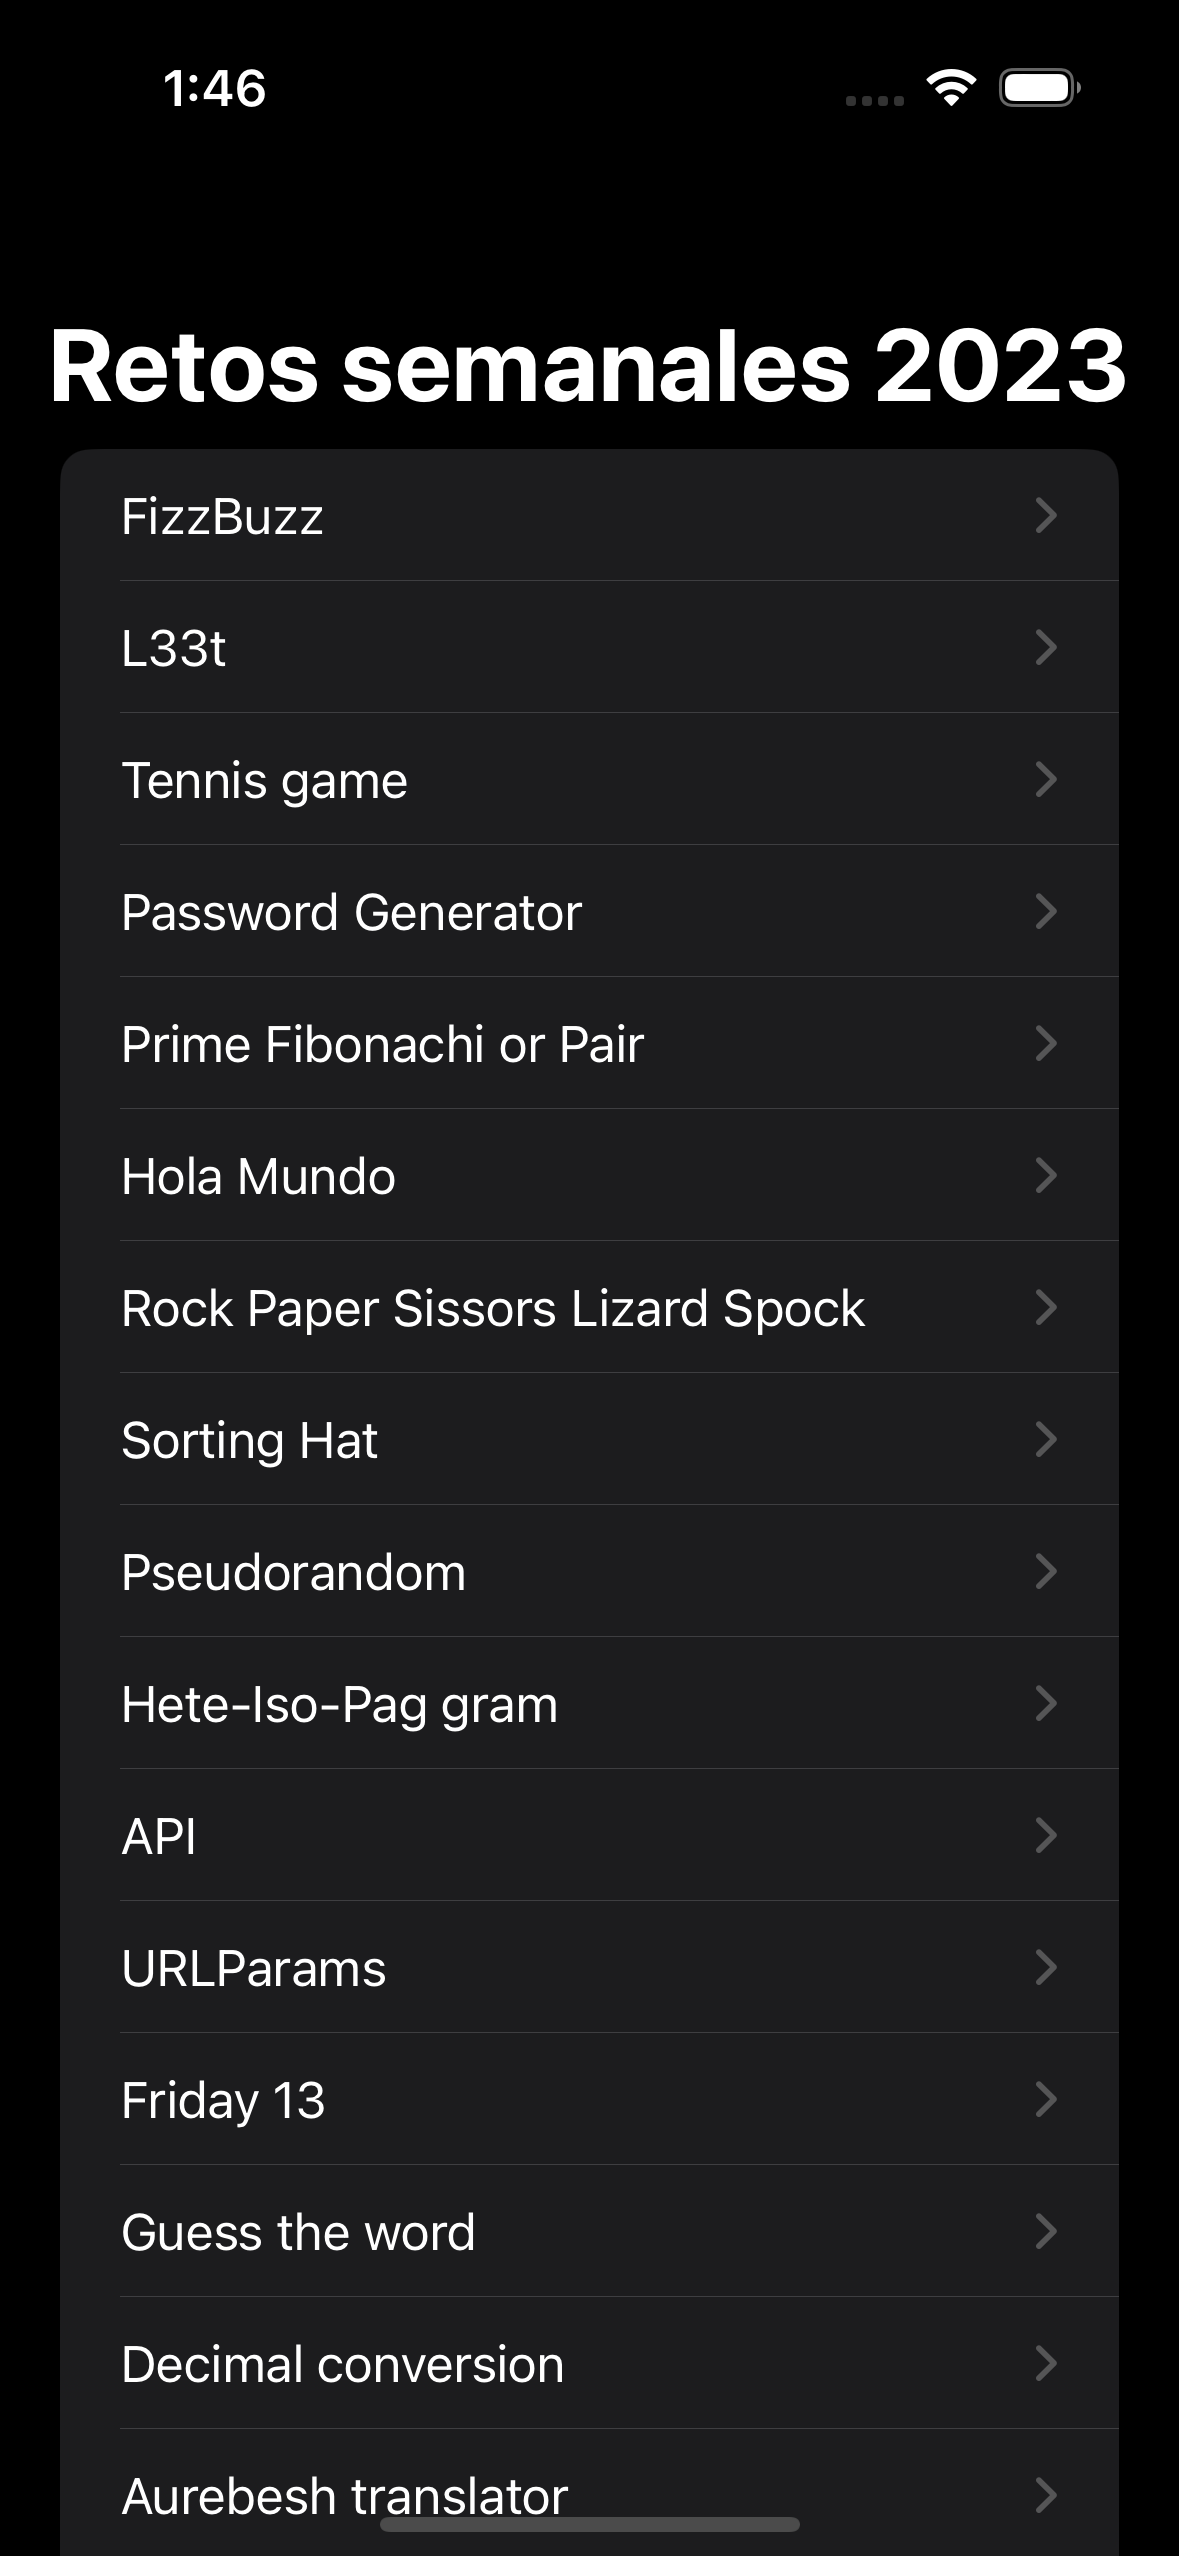 1:46
Retos semanales 2023
FizzBuzz
L33t
Tennis game
Password Generator
Prime Fibonachi or Pair
Hola Mundo
Rock Paper Sissors Lizard Spock
Sorting Hat
Pseudorandom
Hete-Iso-Pag gram
API
URLParams
Friday 13
Guess the word
Decimal conversion
Aurebesh translator